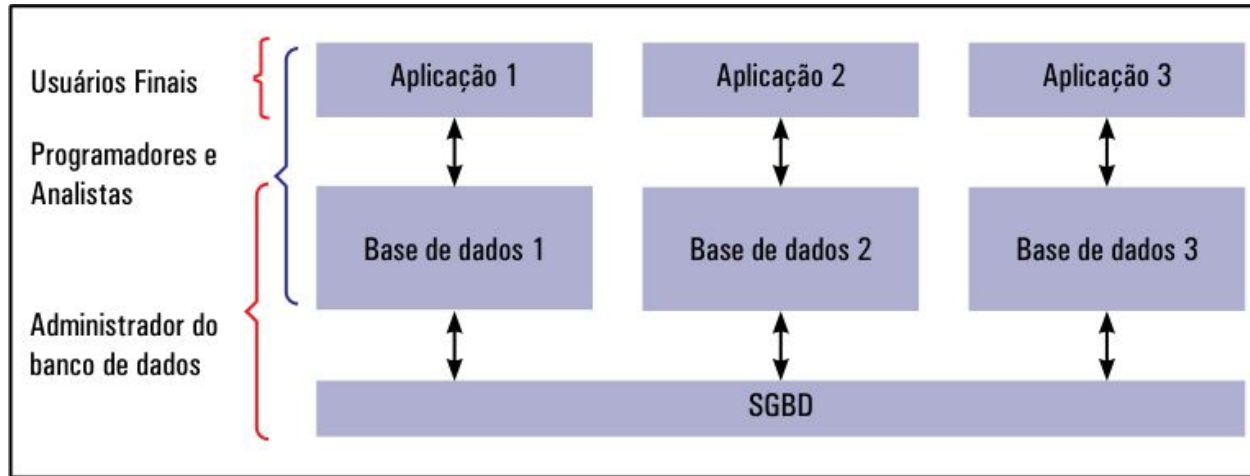 Usuários Finais
Programadores e
Analistas
Administrador do
banco de dados
Aplicação 1
Aplicação 2
Aplicação 3
Base de dados 1
Base de dados 2
Base de dados 3
SGBD